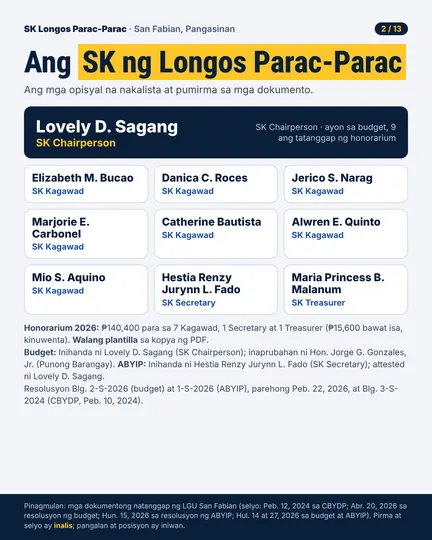 SK Longos Parac-Parac · San Fabian, Pangasinan
2 / 13
Ang SK ng Longos Parac-Parac
Ang mga opisyal na nakalista at pumirma sa mga dokumento.
Lovely D. Sagang
SK Chairperson
SK Chairperson · ayon sa budget, 9
ang tatanggap ng honorarium
Elizabeth M. Bucao
SK Kagawad
Danica C. Roces
SK Kagawad
Jerico S. Narag
SK Kagawad
Marjorie E.
Carbonel
SK Kagawad
Catherine Bautista
SK Kagawad
Alwren E. Quinto
SK Kagawad
Mio S. Aquino
SK Kagawad
Hestia Renzy
Jurynn L. Fado
SK Secretary
Maria Princess B.
Malanum
SK Treasurer
Honorarium 2026: ₱140,400 para sa 7 Kagawad, 1 Secretary at 1 Treasurer (₱15,600 bawat isa,
kinuwenta). Walang plantilla sa kopya ng PDF.
Budget: Inihanda ni Lovely D. Sagang (SK Chairperson); inaprubahan ni Hon. Jorge G. Gonzales,
Jr. (Punong Barangay). ABYIP: Inihanda ni Hestia Renzy Jurynn L. Fado (SK Secretary); attested
ni Lovely D. Sagang.
Resolusyon Blg. 2-S-2026 (budget) at 1-S-2026 (ABYIP), parehong Peb. 22, 2026, at Blg. 3-S-
2024 (CBYDP, Peb. 10, 2024).
Pinagmulan: mga dokumentong natanggap ng LGU San Fabian (selyo: Peb. 12, 2024 sa CBYDP; Abr. 20, 2026 sa
resolusyon ng budget; Hun. 15, 2026 sa resolusyon ng ABYIP; Hul. 14 at 27, 2026 sa budget at ABYIP). Pirma at
selyo ay inalis; pangalan at posisyon ay iniwan.